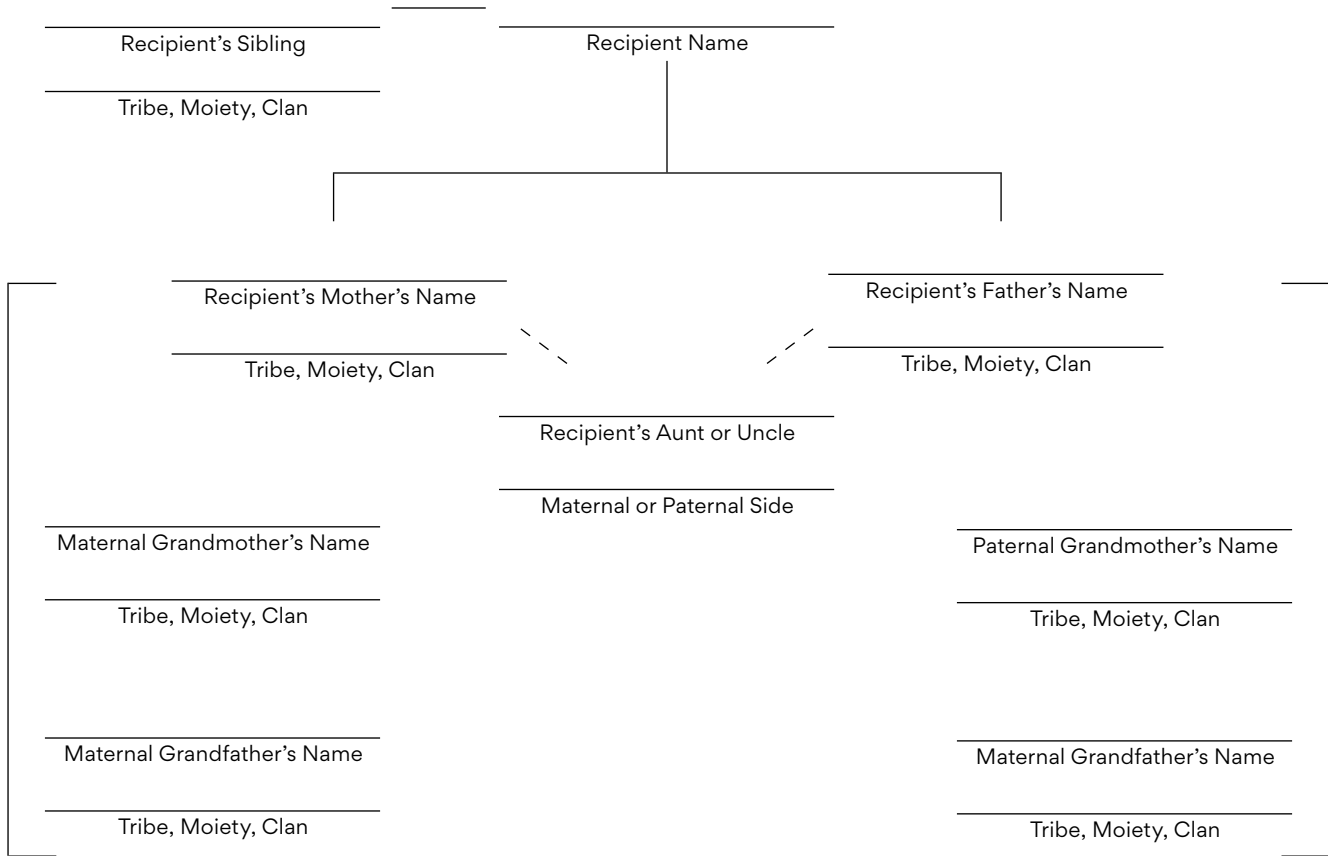 Recipient's Sibling
Recipient Name
Tribe, Moiety, Clan
Recipient's Mother's Name
Recipient's Father's Name
Tribe, Moiety, Clan
Tribe, Moiety, Clan
Recipient's Aunt or Uncle
Maternal or Paternal Side
Maternal Grandmother's Name
Paternal Grandmother's Name
Tribe, Moiety, Clan
Tribe, Moiety, Clan
Maternal Grandfather's Name
Maternal Grandfather's Name
Tribe, Moiety, Clan
Tribe, Moiety, Clan